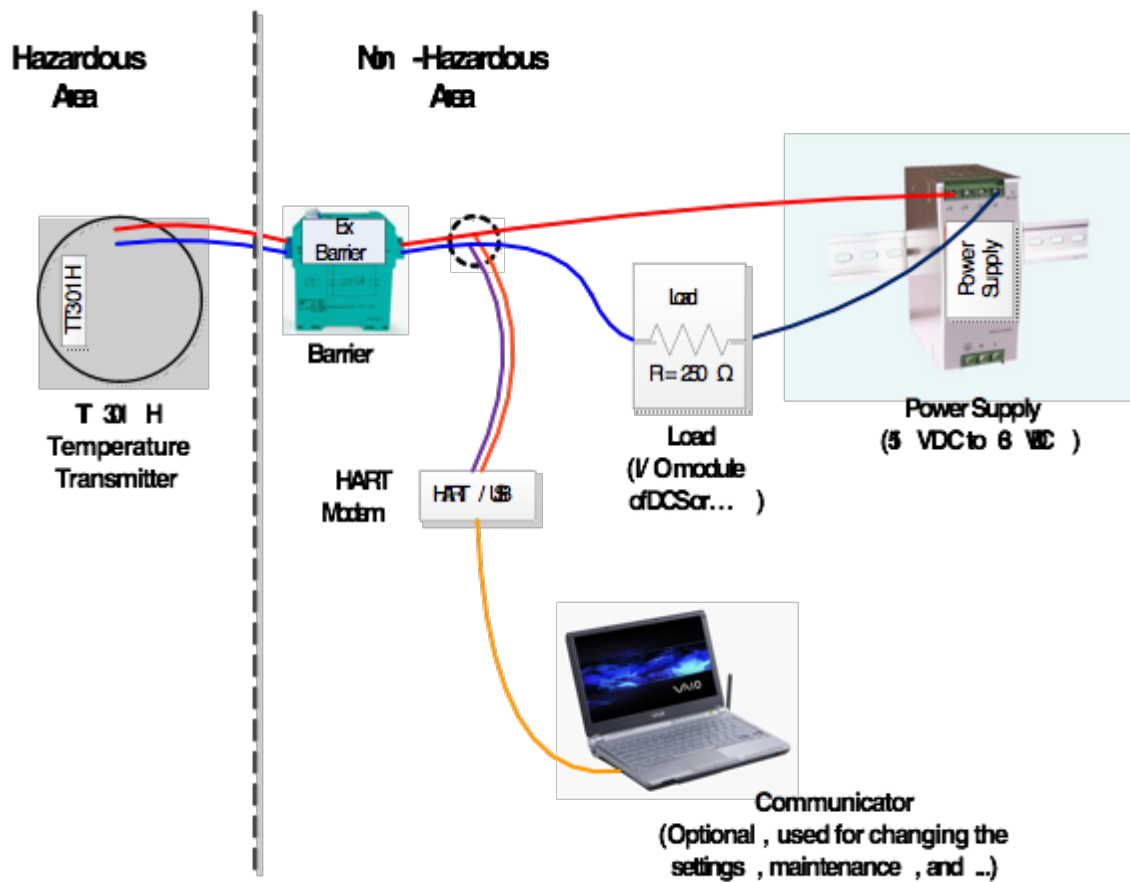 Hazardous
Area
Non -Hazardous
Area
Ex
Barrier
TT301H
Load
R = 250 Ω
Power
Supply
Barrier
TT 301 H
Temperature
Transmitter
Load
(I/O module
of DCS or... )
Power Supply
VDC to
HART
Modem
HART / USB
VAIO
Communicator
(Optional , used for changing the
settings , maintenance , and ...)